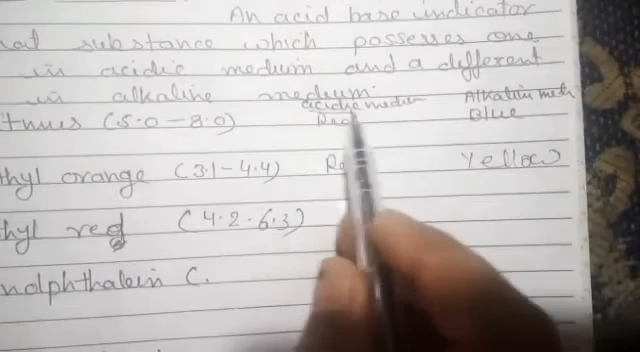 An acid base indicator
substance which possesses one
in acidic medium and a different
in alkaline medium.
acidic medium Alkaline medi
tmus (5.0-8.0) Red Blue
thyl orange (3.1-4.4) Re Yellow
thyl red (4.2-6.3)
nolphthalein C.